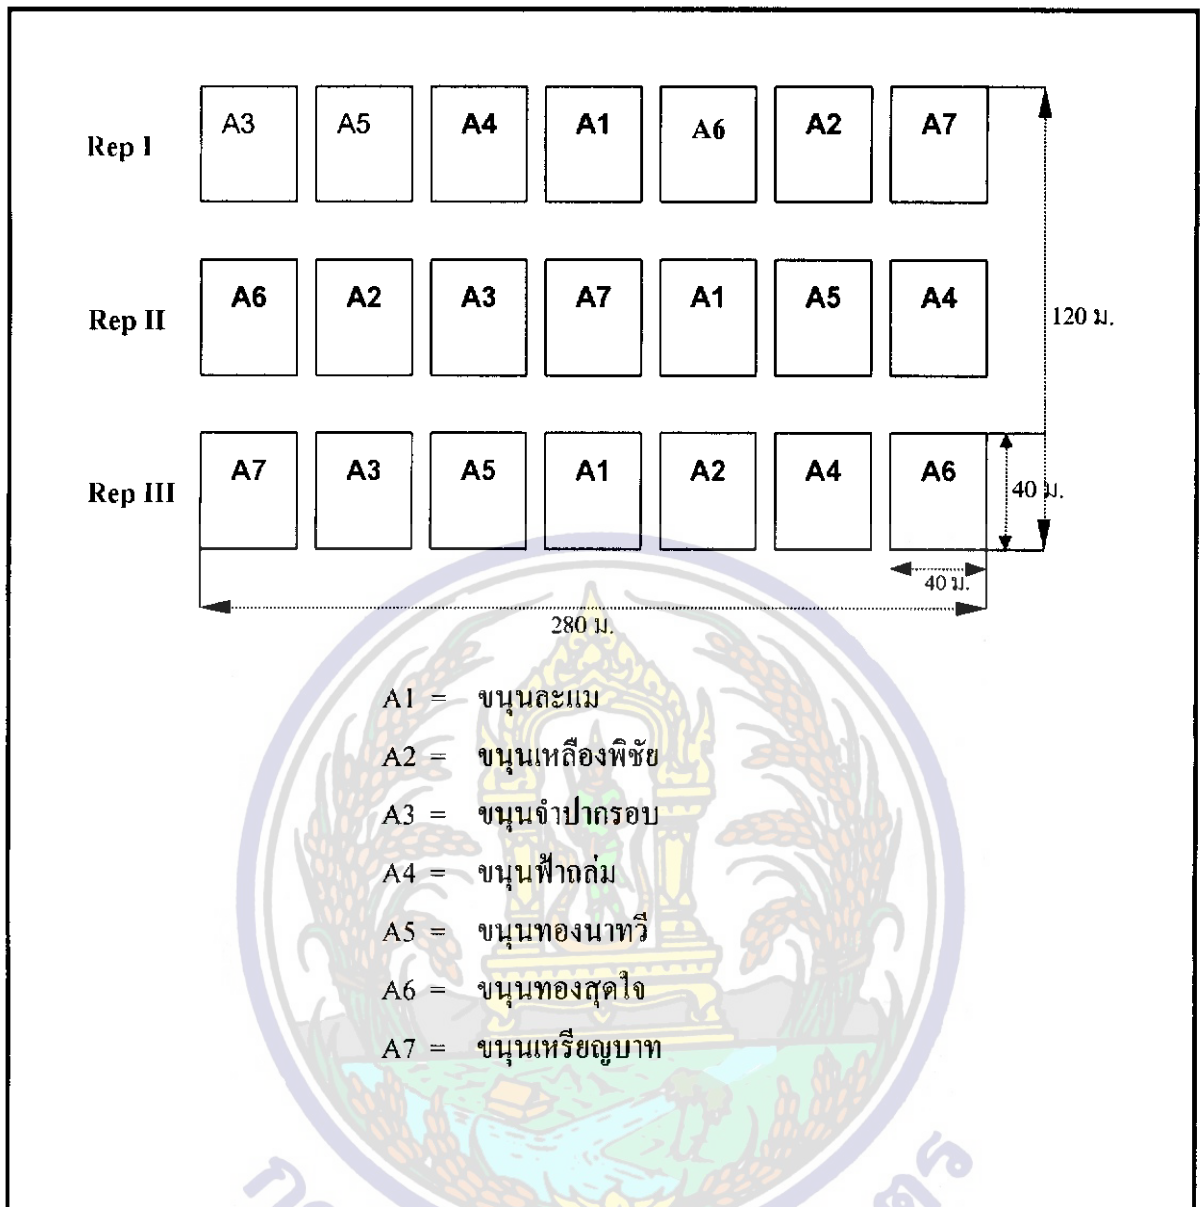 Rep I A3 A5 A4 A1 A6 A2 A7
Rep II A6 A2 A3 A7 A1 A5 A4
120 ม.
Rep III A7 A3 A5 A1 A2 A4 A6
40 ม.
40 ม.
280 ม.
A1 = ขนุนละแม
A2 = ขนุนเหลืองพิชัย
A3 = ขนุนจำปากรอบ
A4 = ขนุนฟ้าถล่ม
A5 = ขนุนทองนาทวี
A6 = ขนุนทองสุดใจ
A7 = ขนุนเหรียญบาท